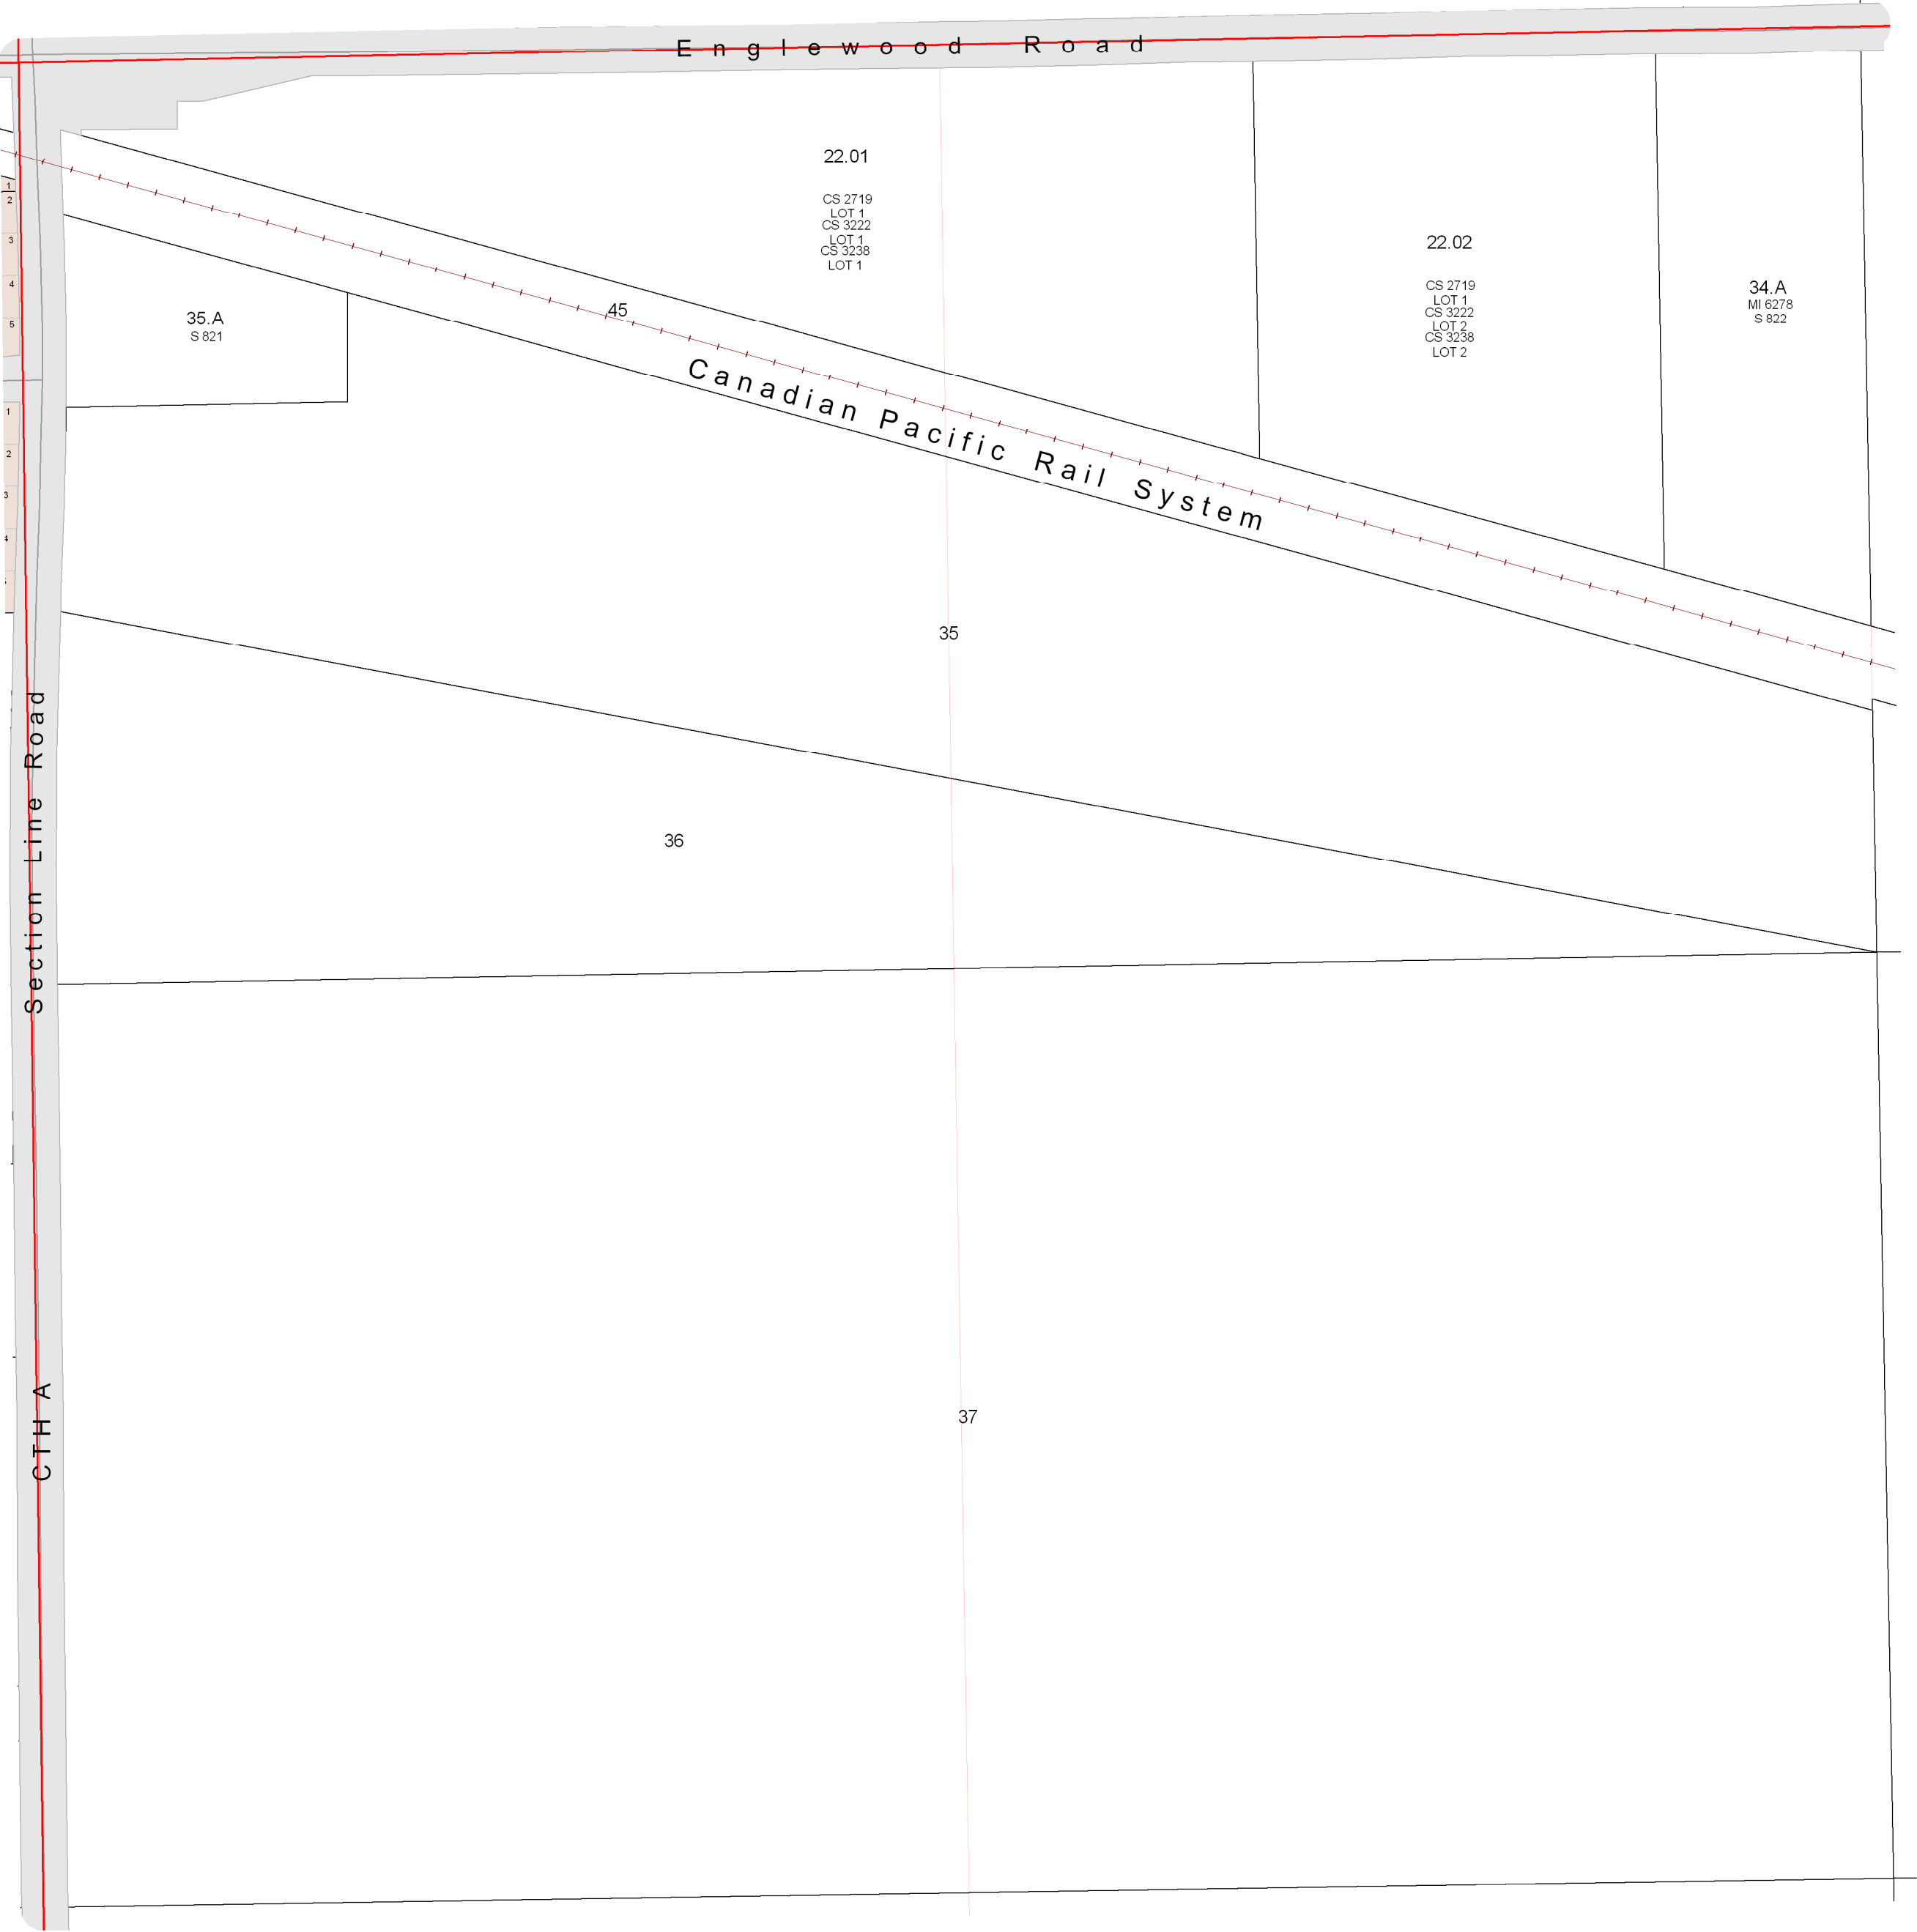 Englewood Road
22.01
CS 2719
LOT 1
CS 3222
LOT 1
CS 3238
LOT 1
22.02
CS 2719
LOT 1
CS 3222
LOT 2
CS 3238
LOT 2
34.A
MI 6278
S 822
1
2
3
4
5
35.A
S 821
45
Canadian Pacific Rail System
1
2
3
4
35
36
Section Line Road
37
CTH A